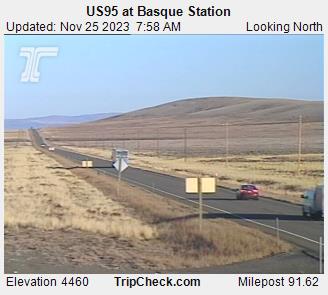 US95 at Basque Station
Updated: Nov 25 2023 7:58 AM Looking North
Elevation 4460 TripCheck.com Milepost 91.62